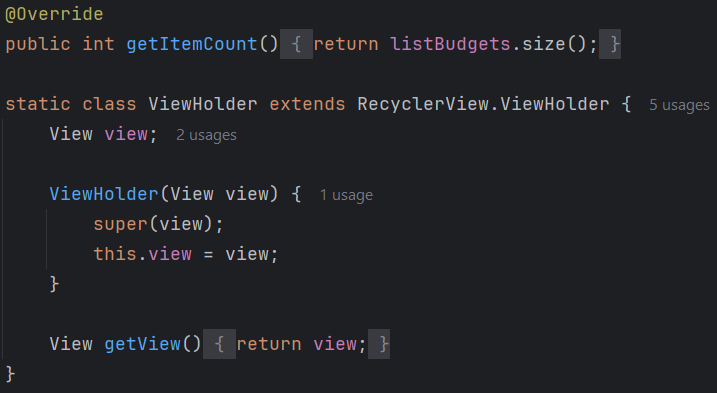 @Override
public int getItemCount() { return listBudgets.size(); }
static class ViewHolder extends RecyclerView.ViewHolder { 5 usages
View view; 2 usages
ViewHolder(View view) { 1 usage
super(view);
this.view = view;
}
View getView() { return view; }
}